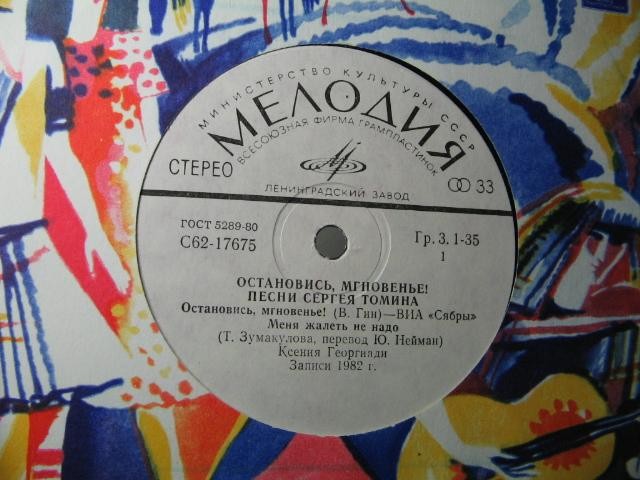 МИНИСТЕРСТВО КУЛЬТУРЫ СССР
МЕЛОДИЯ
ВСЕСОЮЗНАЯ ФИРМА ГРАМПЛАСТИНОК
СТЕРЕО
33
ЛЕНИНГРАДСКИЙ ЗАВОД
ГОСТ 5289-80
С62-17675
Гр. 3. 1-35
1
ОСТАНОВИСЬ, МГНОВЕНЬЕ!
ПЕСНИ СЕРГЕЯ ТОМИНА
Остановись, мгновенье! (В. Гин)—ВИА «Сябры»
Меня жалеть не надо
(Т. Зумакулова, перевод Ю. Нейман)
Ксения Георгиади
Записи 1982 г.